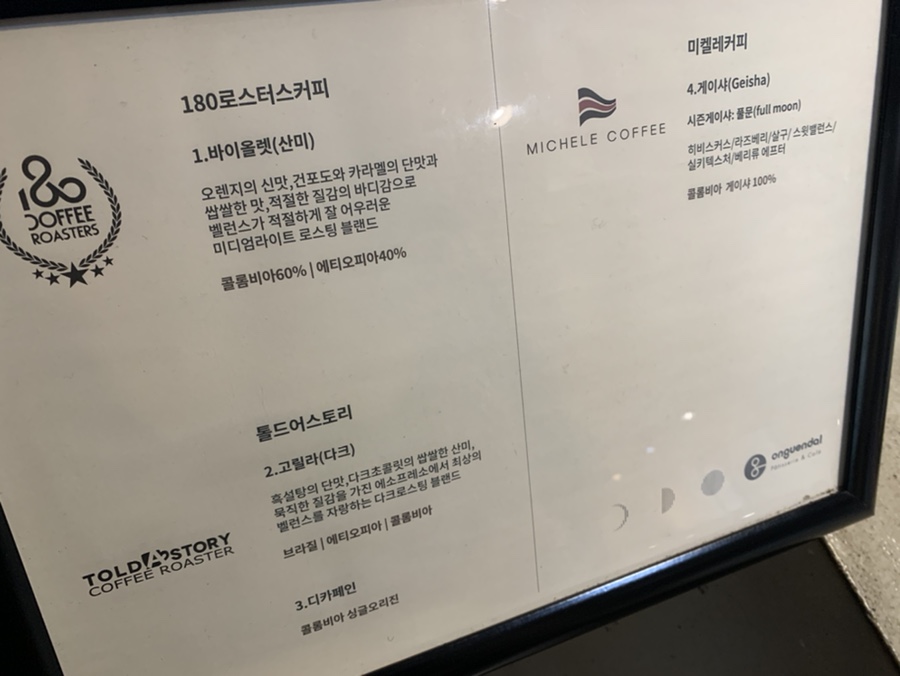 180로스터스커피
1.바이올렛(산미)
오렌지의 신맛,건포도와 카라멜의 단맛과
쌉쌀한 맛,적절한 질감의 바디감으로
벨런스가 적절하게 잘 어우러운
미디엄라이트 로스팅 블랜드
콜롬비아60% | 에티오피아40%
180
COFFEE
ROASTERS
톨드어스토리
2.고릴라(다크)
흑설탕의 단맛,다크초콜릿의 쌉쌀한 산미,
묵직한 질감을 가진 에소프레소에서 최상의
벨런스를 자랑하는 다크로스팅 블랜드
브라질 | 에티오피아 | 콜롬비아
TOLD A STORY
COFFEE ROASTER
3.디카페인
콜롬비아 싱글오리진
미켈레커피
4.게이샤(Geisha)
시즌게이샤: 풀문(full moon)
히비스커스/라즈베리/살구/ 스윗밸런스/
실키텍스처/베리류 에프터
콜롬비아 게이샤 100%
MICHELE COFFEE
onguendal
Patisserie & Cafe